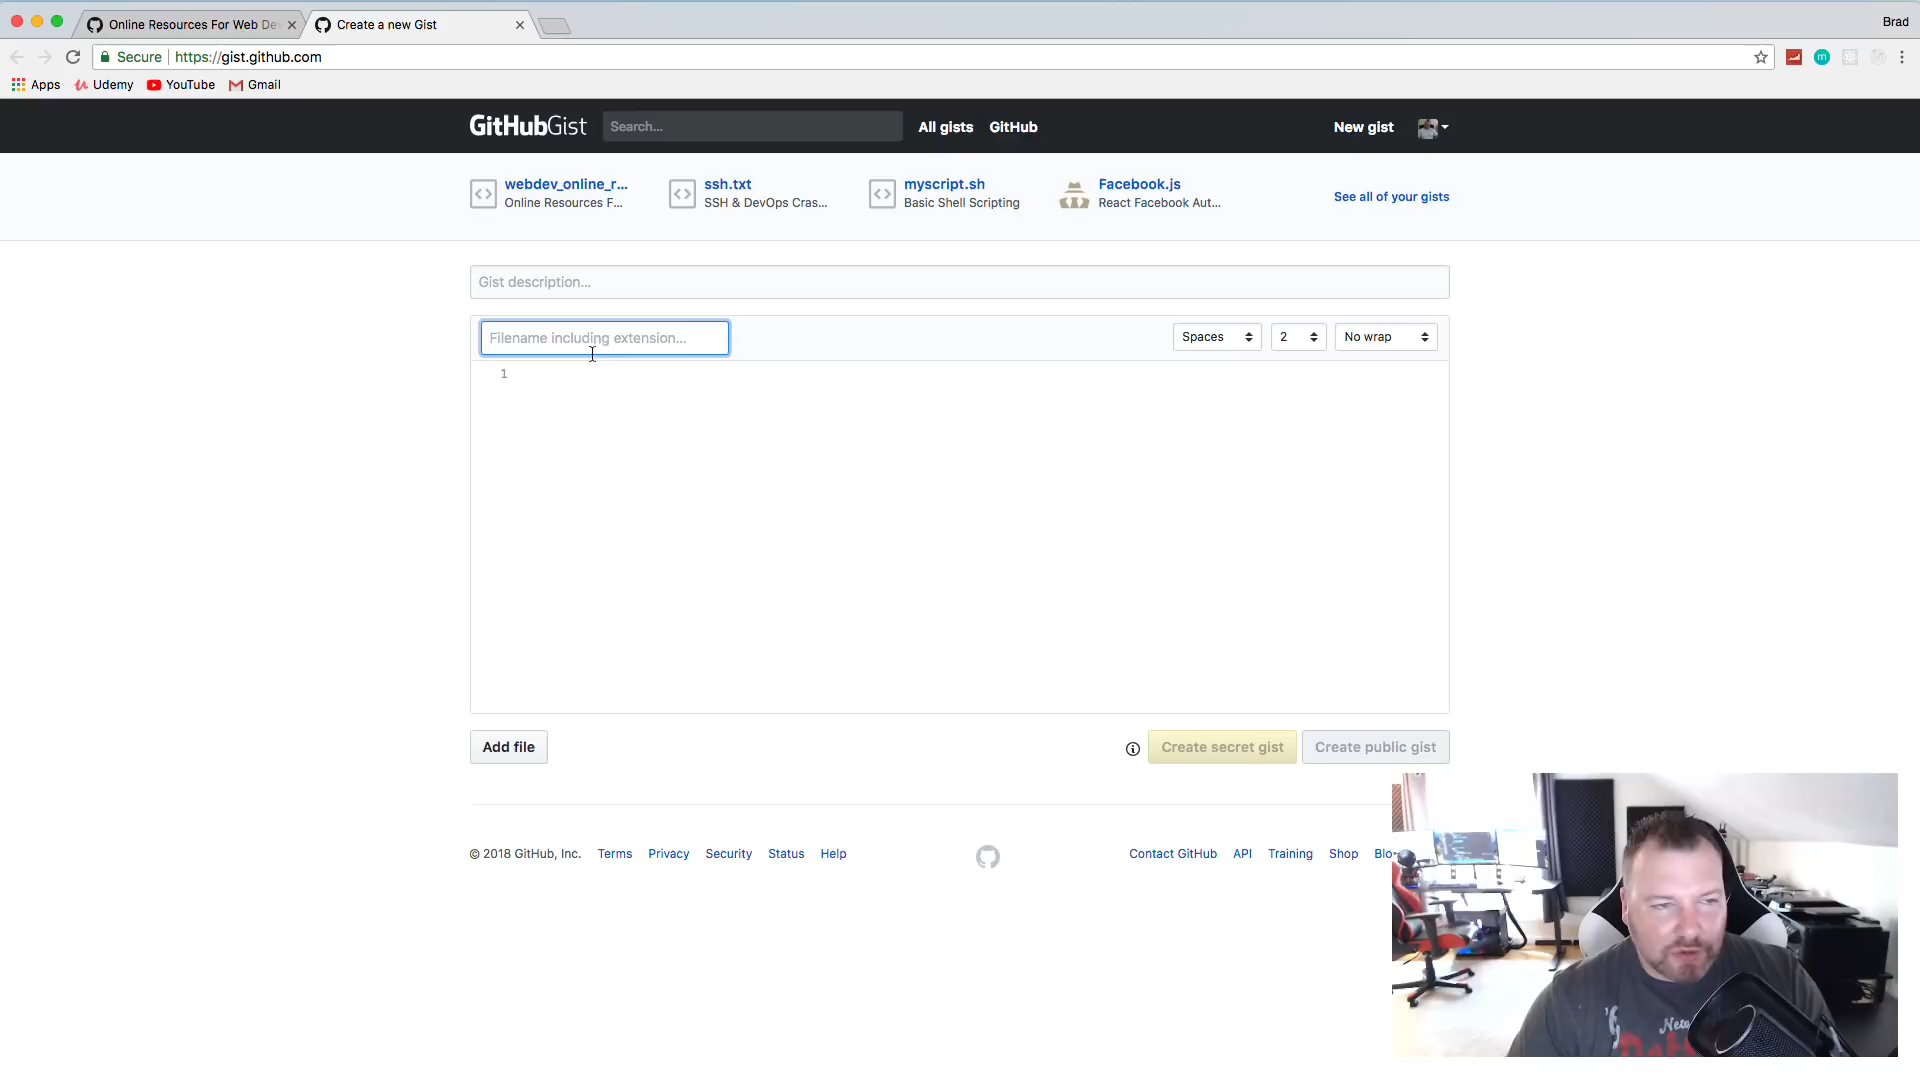 Online Resources For Web De
Create a new Gist
Brad
Secure
https://gist.github.com
Apps
Udemy
YouTube
Gmail
GitHubGist
Search...
All gists
GitHub
New gist
webdev_online_r...
Online Resources F...
ssh.txt
SSH & DevOps Cras...
myscript.sh
Basic Shell Scripting
Facebook.js
React Facebook Aut...
See all of your gists
Gist description...
Filename including extension...
Spaces
2
No wrap
1
Add file
Create secret gist
Create public gist
© 2018 GitHub, Inc.
Terms
Privacy
Security
Status
Help
Contact GitHub
API
Training
Shop
Blo
New